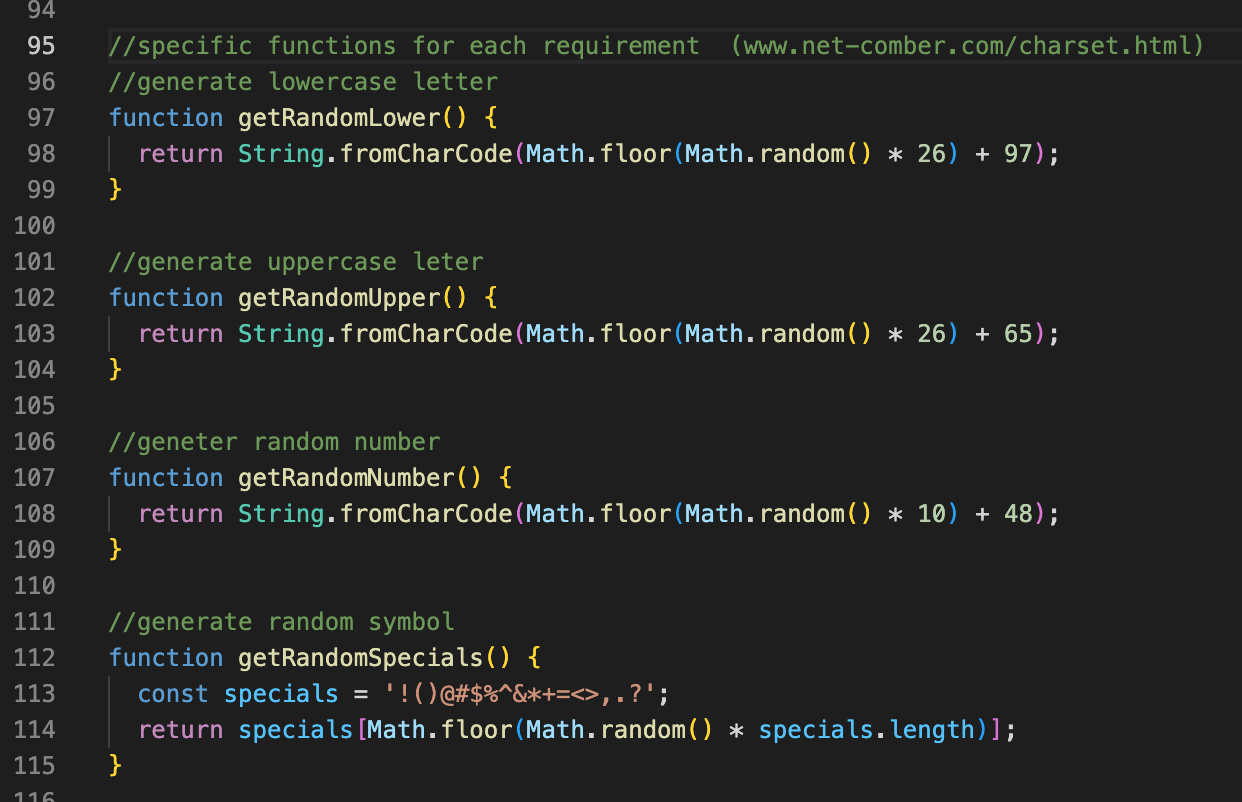 94
95 //specific functions for each requirement  (www.net-comber.com/charset.html)
96 //generate lowercase letter
97 function getRandomLower() {
98   return String.fromCharCode(Math.floor(Math.random() * 26) + 97);
99 }
100
101 //generate uppercase leter
102 function getRandomUpper() {
103   return String.fromCharCode(Math.floor(Math.random() * 26) + 65);
104 }
105
106 //geneter random number
107 function getRandomNumber() {
108   return String.fromCharCode(Math.floor(Math.random() * 10) + 48);
109 }
110
111 //generate random symbol
112 function getRandomSpecials() {
113   const specials = '!()@#$%^&*+=<>,.?';
114   return specials[Math.floor(Math.random() * specials.length)];
115 }
116